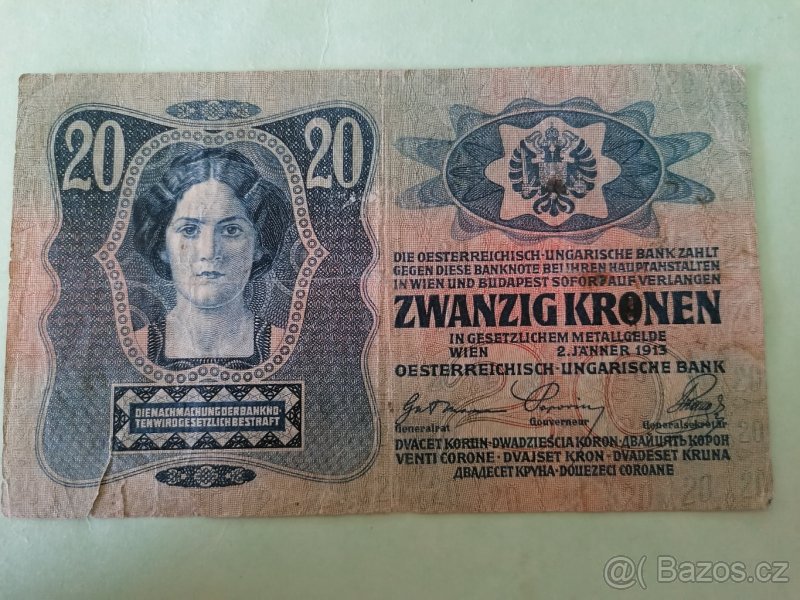 20
20
DIE NACHMACHUNG DER BANKNO-
TEN WIRD GESETZLICH BESTRAFT
DIE OESTERREICHISCH-UNGARISCHE BANK ZAHLT
GEGEN DIESE BANKNOTE BEI IHREN HAUPTANSTALTEN
IN WIEN UND BUDAPEST SOFORT AUF VERLANGEN
ZWANZIG KRONEN
IN GESETZLICHEM METALLGELDE
WIEN 2. JÄNNER 1913
OESTERREICHISCH-UNGARISCHE BANK
Generalrat Gouverneur Generalsekretär
DVACET KORUN · DWADZIEŚCIA KORON · ДВАЙЦЯТЬ КОРОН
VENTI CORONE · DVAJSET KRON · DVADESET KRUNA
ДВАДЕСЕТ КРУНА · DOUEZECI COROANE
@( Bazos.cz